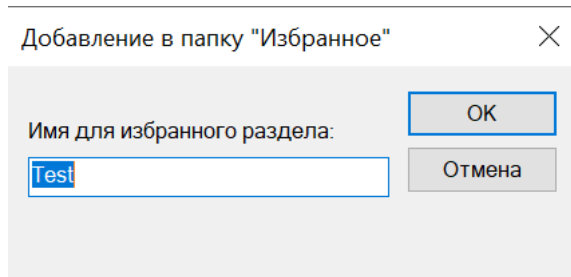 Добавление в папку "Избранное"
Имя для избранного раздела:
Test
OK
Отмена